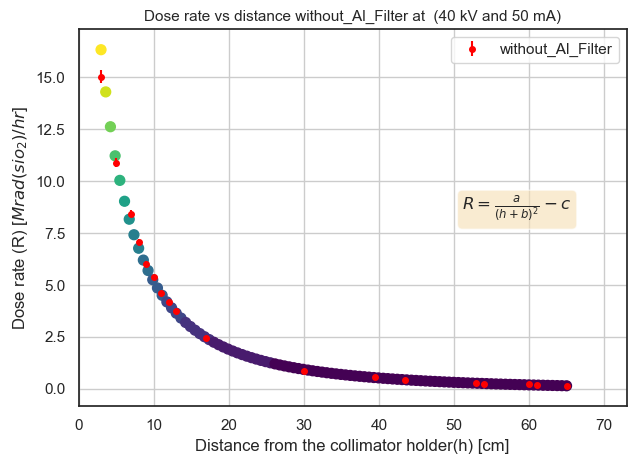 Dose rate vs distance without_Al_Filter at  (40 kV and 50 mA)
without_Al_Filter
R = \frac{a}{(h+b)^2} − c
Dose rate (R) [Mrad(sio₂)/hr]
15.0
12.5
10.0
7.5
5.0
2.5
0.0
0 10 20 30 40 50 60 70
Distance from the collimator holder(h) [cm]